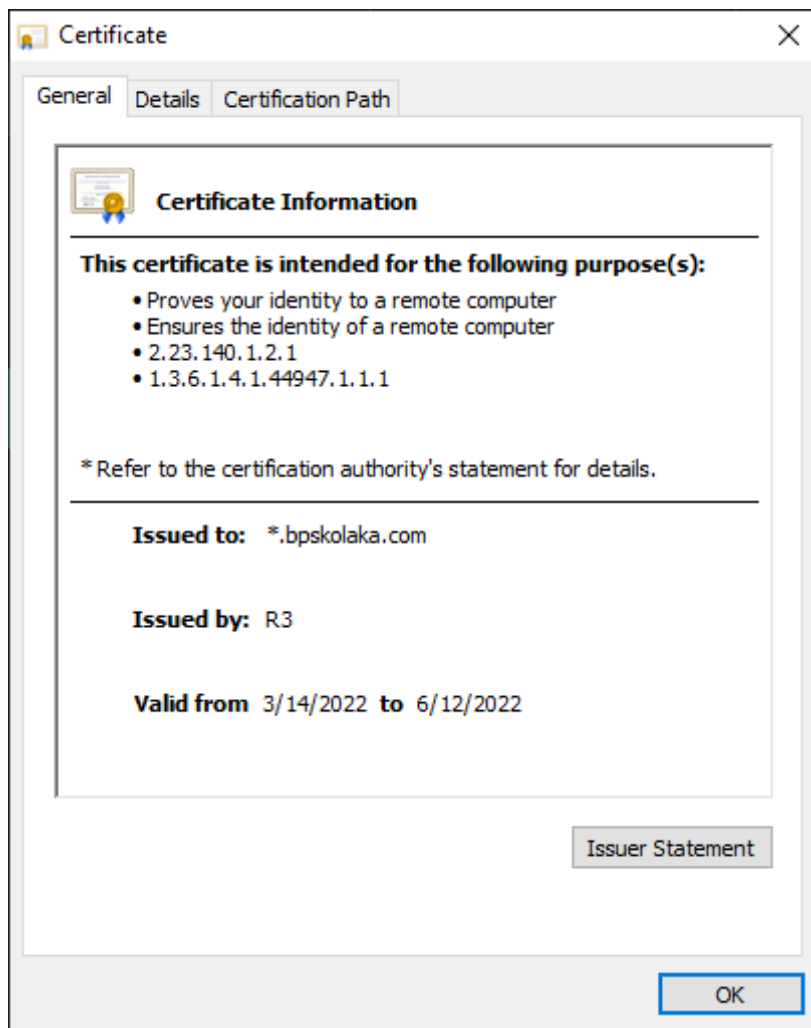 Certificate
General Details Certification Path
Certificate Information
This certificate is intended for the following purpose(s):
• Proves your identity to a remote computer
• Ensures the identity of a remote computer
• 2.23.140.1.2.1
• 1.3.6.1.4.1.44947.1.1.1
* Refer to the certification authority's statement for details.
Issued to: *.bpskolaka.com
Issued by: R3
Valid from 3/14/2022 to 6/12/2022
Issuer Statement
OK